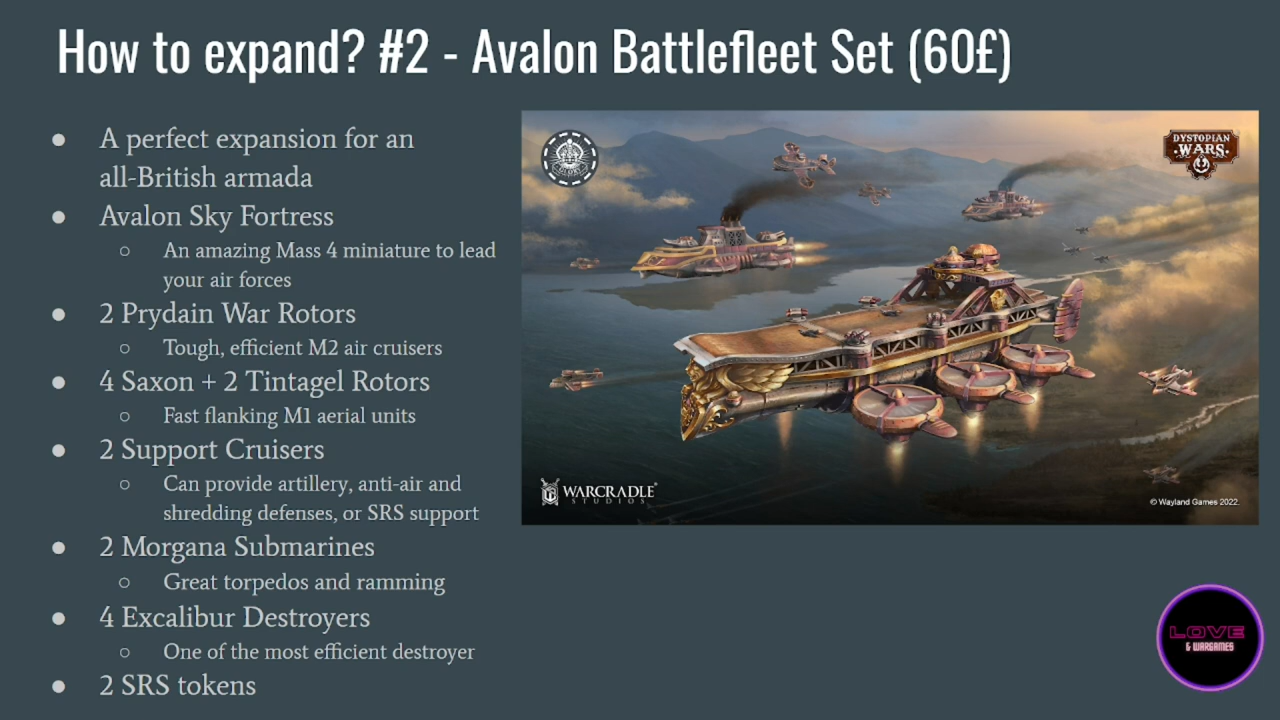 How to expand? #2 - Avalon Battlefleet Set (60£)
● A perfect expansion for an
all-British armada
● Avalon Sky Fortress
○ An amazing Mass 4 miniature to lead
your air forces
● 2 Prydain War Rotors
○ Tough, efficient M2 air cruisers
● 4 Saxon + 2 Tintagel Rotors
○ Fast flanking M1 aerial units
● 2 Support Cruisers
○ Can provide artillery, anti-air and
shredding defenses, or SRS support
● 2 Morgana Submarines
○ Great torpedos and ramming
● 4 Excalibur Destroyers
○ One of the most efficient destroyer
● 2 SRS tokens
DYSTOPIAN
WARS
WARCRADLE
STUDIOS
© Wayland Games 2022.
LOVE
& WARGAMES